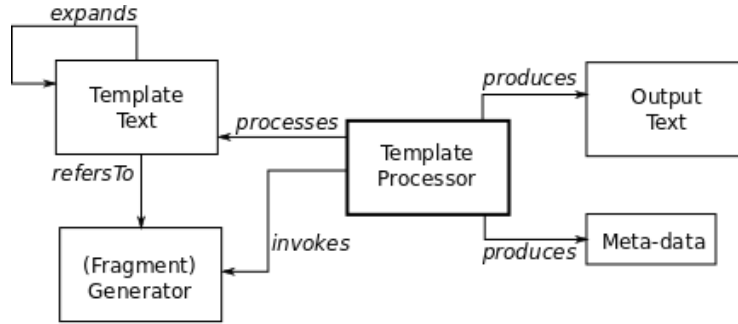 expands
Template
Text
processes
produces
Output
Text
Template
Processor
refersTo
(Fragment)
Generator
invokes
produces
Meta-data